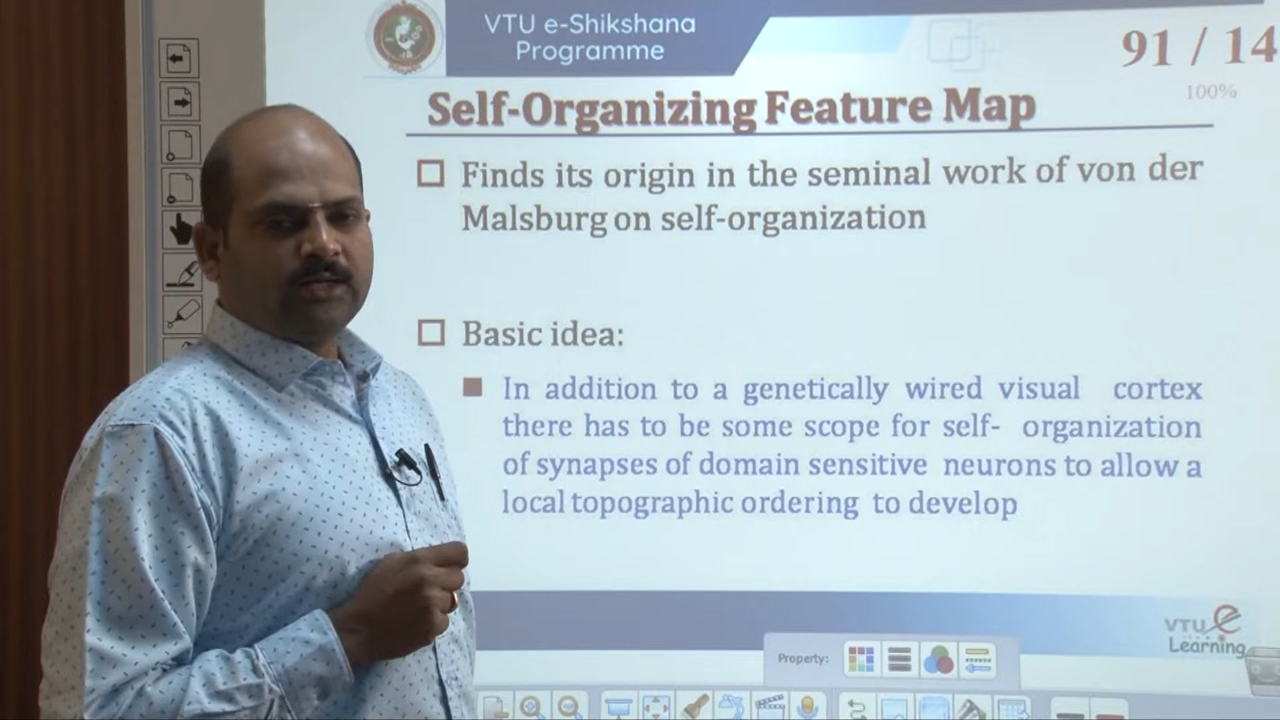 VTU e-Shikshana
Programme
91 / 14
100%
Self-Organizing Feature Map
Finds its origin in the seminal work of von der
Malsburg on self-organization
Basic idea:
In addition to a genetically wired visual cortex
there has to be some scope for self- organization
of synapses of domain sensitive neurons to allow a
local topographic ordering to develop
VTU e
Learning
Property: